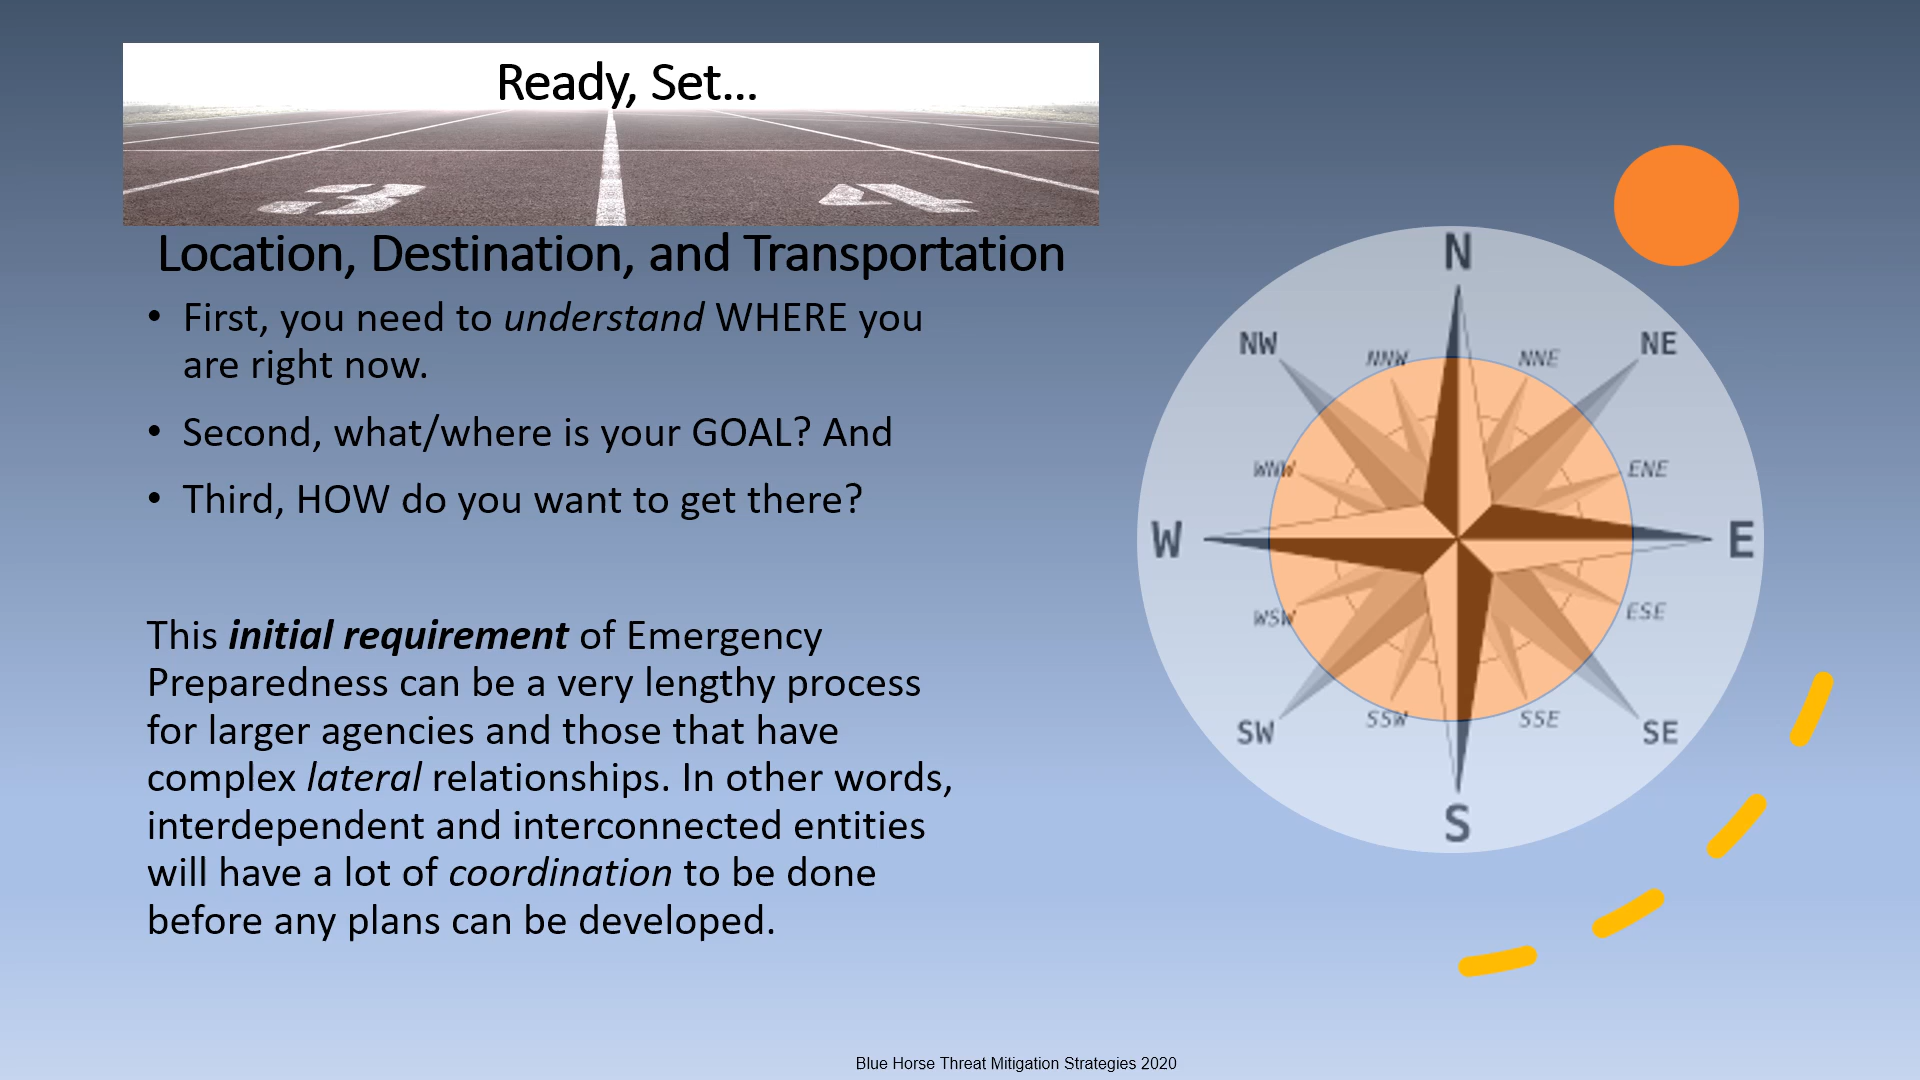 Ready, Set...
3 4
Location, Destination, and Transportation
• First, you need to understand WHERE you
are right now.
• Second, what/where is your GOAL? And
• Third, HOW do you want to get there?
This initial requirement of Emergency
Preparedness can be a very lengthy process
for larger agencies and those that have
complex lateral relationships. In other words,
interdependent and interconnected entities
will have a lot of coordination to be done
before any plans can be developed.
N
NW NNW NNE NE
WNW ENE
W E
WSW ESE
SW SSW SSE SE
S
Blue Horse Threat Mitigation Strategies 2020